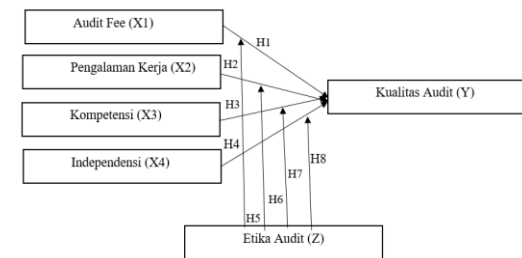 Audit Fee (X1)
H1
Pengalaman Kerja (X2)
H2
Kualitas Audit (Y)
Kompetensi (X3)
H3
H4
Independensi (X4)
H8
H7
H6
H5
Etika Audit (Z)